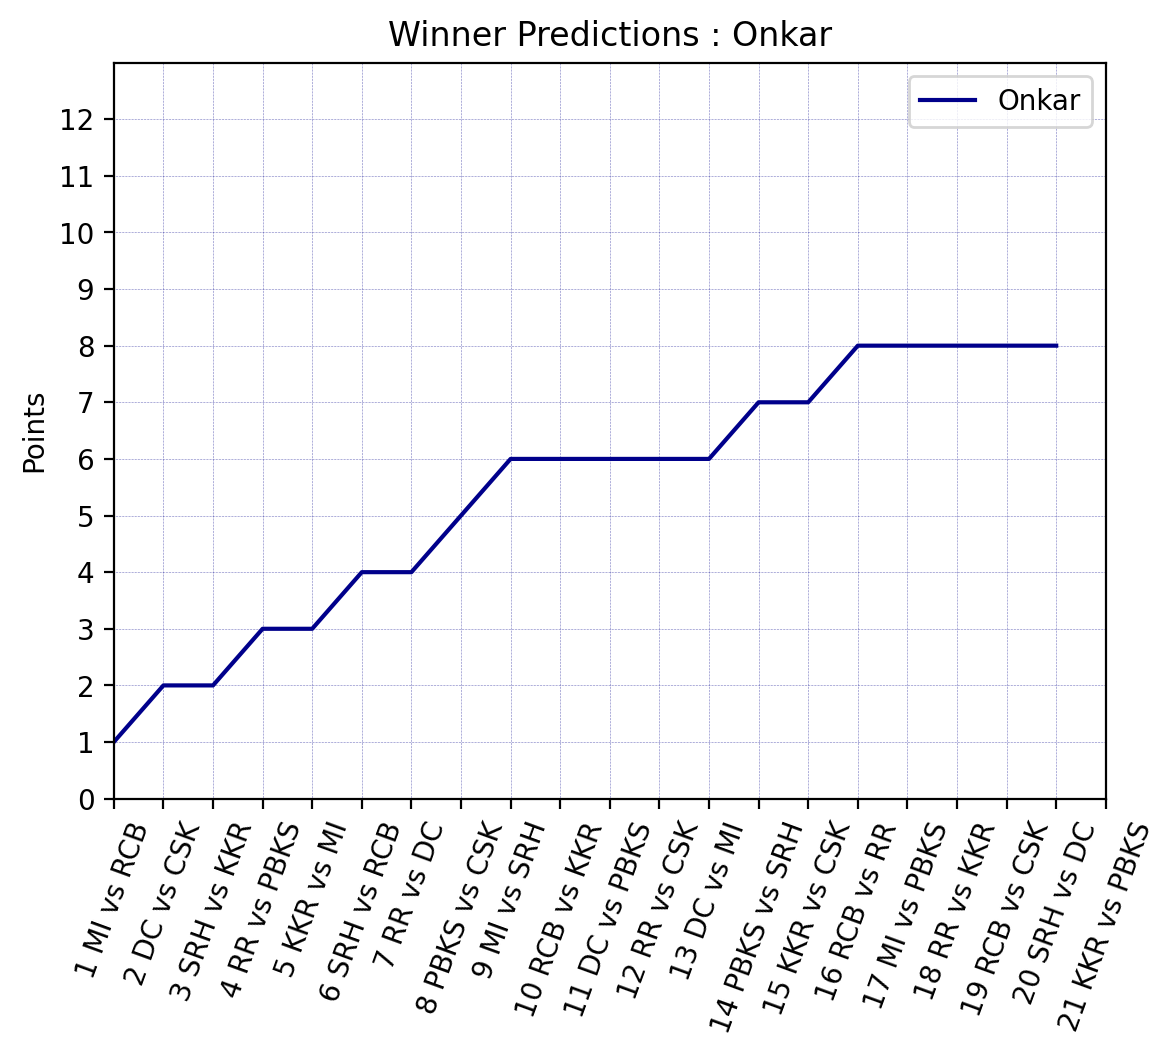 Winner Predictions : Onkar
Onkar
Points
12
11
10
9
8
7
6
5
4
3
2
1
0
1 MI vs RCB
2 DC vs CSK
3 SRH vs KKR
4 RR vs PBKS
5 KKR vs MI
6 SRH vs RCB
7 RR vs DC
8 PBKS vs CSK
9 MI vs SRH
10 RCB vs KKR
11 DC vs PBKS
12 RR vs CSK
13 DC vs MI
14 PBKS vs SRH
15 KKR vs CSK
16 RCB vs RR
17 MI vs PBKS
18 RR vs KKR
19 RCB vs CSK
20 SRH vs DC
21 KKR vs PBKS